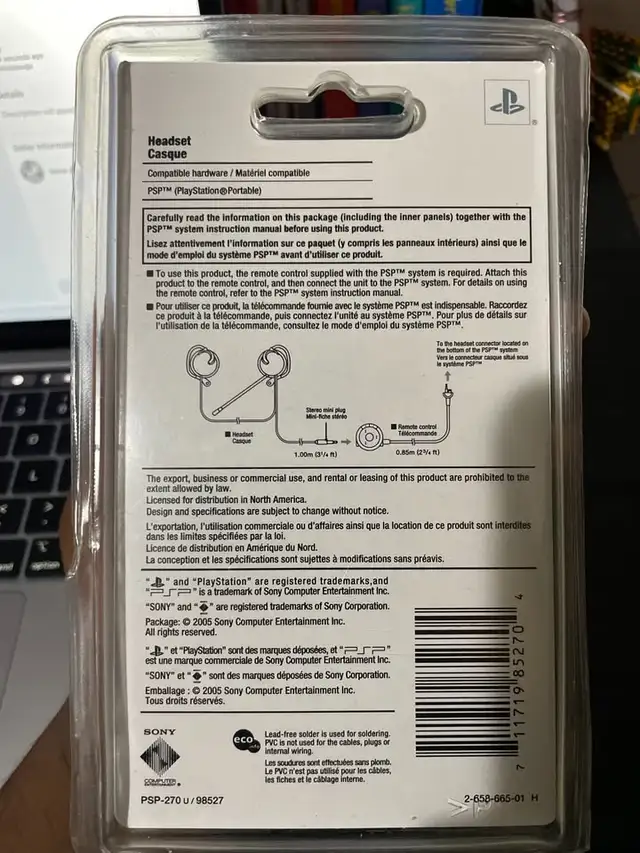 Headset
Casque
Compatible hardware / Matériel compatible
PSP™ (PlayStation®Portable)
Carefully read the information on this package (including the inner panels) together with the
PSP™ system instruction manual before using this product.
Lisez attentivement l'information sur ce paquet (y compris les panneaux intérieurs) ainsi que le
mode d'emploi du système PSP™ avant d'utiliser ce produit.
■ To use this product, the remote control supplied with the PSP™ system is required. Attach this
product to the remote control, and then connect the unit to the PSP™ system. For details on using
the remote control, refer to the PSP™ system instruction manual.
■ Pour utiliser ce produit, la télécommande fournie avec le système PSP™ est indispensable. Raccordez
ce produit à la télécommande, puis connectez l'unité au système PSP™. Pour plus de détails sur
l'utilisation de la télécommande, consultez le mode d'emploi du système PSP™.
To the headset connector located on
the bottom of the PSP™ system
Vers le connecteur casque situé sous
le système PSP™
Stereo mini plug
Mini-fiche stéréo
■ Headset
Casque
■ Remote control
Télécommande
1.00m (3 1/4 ft)
0.85m (2 3/4 ft)
The export, business or commercial use, and rental or leasing of this product are prohibited to the
extent allowed by law.
Licensed for distribution in North America.
Design and specifications are subject to change without notice.
L'exportation, l'utilisation commerciale ou d'affaires ainsi que la location de ce produit sont interdites
dans les limites spécifiées par la loi.
Licence de distribution en Amérique du Nord.
La conception et les spécifications sont sujettes à modifications sans préavis.
" " and "PlayStation" are registered trademarks,and
"PSP" is a trademark of Sony Computer Entertainment Inc.
"SONY" and " " are registered trademarks of Sony Corporation.
Package: © 2005 Sony Computer Entertainment Inc.
All rights reserved.
" " et "PlayStation" sont des marques déposées, et "PSP"
est une marque commerciale de Sony Computer Entertainment Inc.
"SONY" et " " sont des marques déposées de Sony Corporation.
Emballage : © 2005 Sony Computer Entertainment Inc.
Tous droits réservés.
SONY
COMPUTER
ENTERTAINMENT
eco info
Lead-free solder is used for soldering.
PVC is not used for the cables, plugs or
internal wiring.
Les soudures sont effectuées sans plomb.
Le PVC n'est pas utilisé pour les câbles,
les fiches et le câblage interne.
7 11719 85270 4
PSP-270 U / 98527
2-658-665-01 H
option